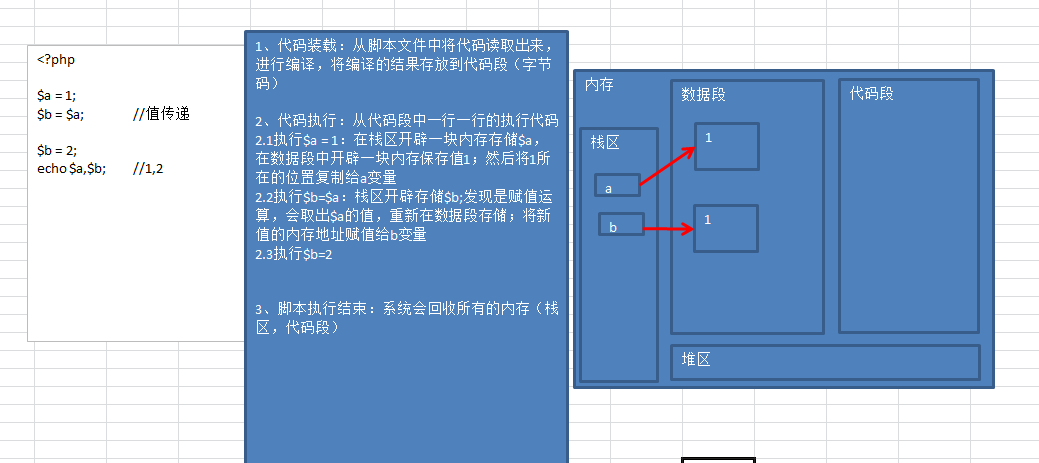 <?php
$a = 1;
$b = $a; //值传递
$b = 2;
echo $a,$b; //1,2
1、代码装载：从脚本文件中将代码读取出来，
进行编译，将编译的结果存放到代码段（字节
码）
2、代码执行：从代码段中一行一行的执行代码
2.1执行$a = 1：在栈区开辟一块内存存储$a，
在数据段中开辟一块内存保存值1；然后将1所
在的位置复制给a变量
2.2执行$b=$a：栈区开辟存储$b;发现是赋值运
算，会取出$a的值，重新在数据段存储；将新
值的内存地址赋值给b变量
2.3执行$b=2
3、脚本执行结束：系统会回收所有的内存（栈
区，代码段）
内存
栈区
a
b
数据段
1
1
代码段
堆区